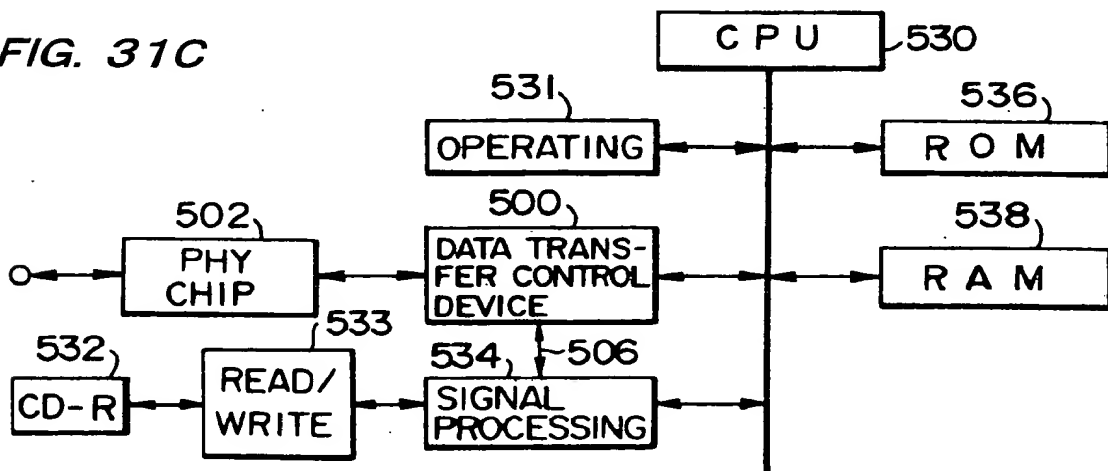 FIG. 31C
CPU
530
531
536
OPERATING
ROM
502
500
538
PHY
CHIP
DATA TRANS-
FER CONTROL
DEVICE
RAM
532
533
534
506
CD-R
READ/
WRITE
SIGNAL
PROCESSING